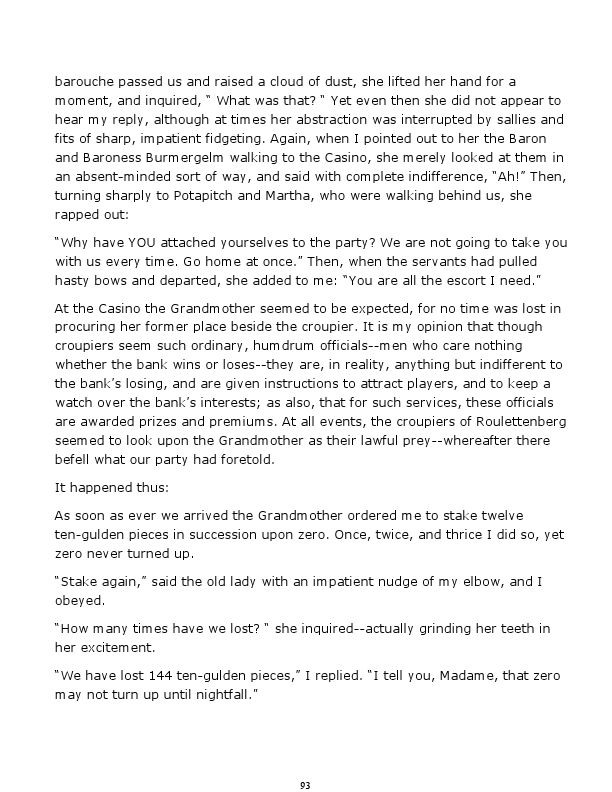 barouche passed us and raised a cloud of dust, she lifted her hand for a
moment, and inquired, “ What was that? “ Yet even then she did not appear to
hear my reply, although at times her abstraction was interrupted by sallies and
fits of sharp, impatient fidgeting. Again, when I pointed out to her the Baron
and Baroness Burmergelm walking to the Casino, she merely looked at them in
an absent-minded sort of way, and said with complete indifference, “Ah!” Then,
turning sharply to Potapitch and Martha, who were walking behind us, she
rapped out:
“Why have YOU attached yourselves to the party? We are not going to take you
with us every time. Go home at once.” Then, when the servants had pulled
hasty bows and departed, she added to me: “You are all the escort I need.”
At the Casino the Grandmother seemed to be expected, for no time was lost in
procuring her former place beside the croupier. It is my opinion that though
croupiers seem such ordinary, humdrum officials--men who care nothing
whether the bank wins or loses--they are, in reality, anything but indifferent to
the bank’s losing, and are given instructions to attract players, and to keep a
watch over the bank’s interests; as also, that for such services, these officials
are awarded prizes and premiums. At all events, the croupiers of Roulettenberg
seemed to look upon the Grandmother as their lawful prey--whereafter there
befell what our party had foretold.
It happened thus:
As soon as ever we arrived the Grandmother ordered me to stake twelve
ten-gulden pieces in succession upon zero. Once, twice, and thrice I did so, yet
zero never turned up.
“Stake again,” said the old lady with an impatient nudge of my elbow, and I
obeyed.
“How many times have we lost? “ she inquired--actually grinding her teeth in
her excitement.
“We have lost 144 ten-gulden pieces,” I replied. “I tell you, Madame, that zero
may not turn up until nightfall.”
93